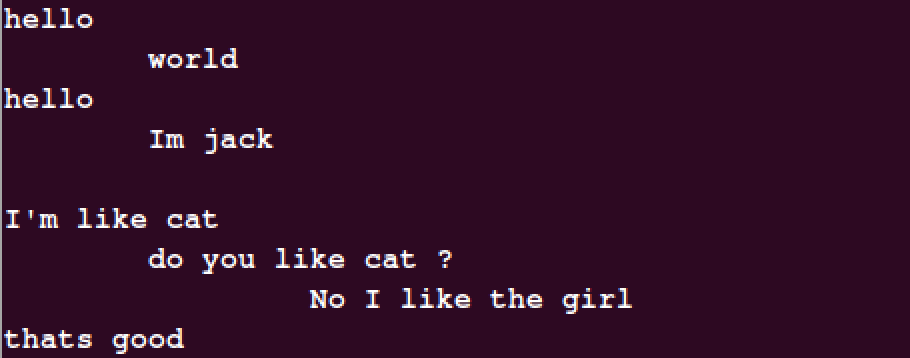 hello
        world
hello
        Im jack

I'm like cat
        do you like cat ?
                 No I like the girl
thats good